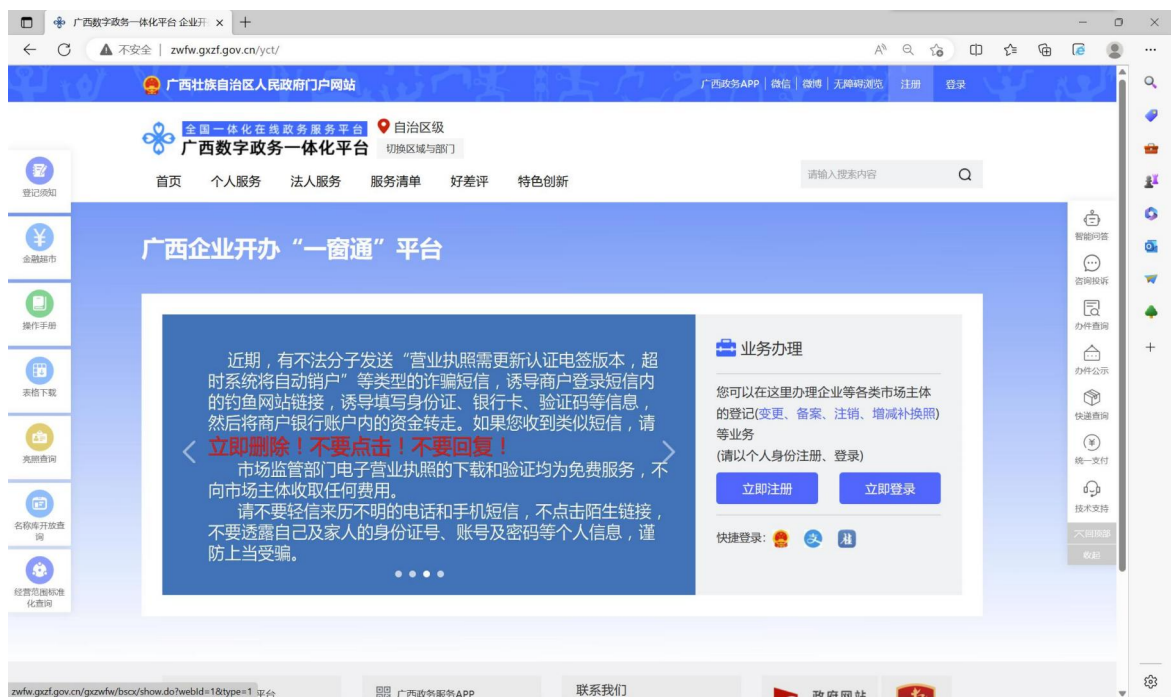 广西数字政务一体化平台 企业开
不安全 | zwfw.gxzf.gov.cn/yct/
广西壮族自治区人民政府门户网站
广西政务APP | 微信 | 微博 | 无障碍浏览 注册 登录
全国一体化在线政务服务平台
广西数字政务一体化平台
自治区级
切换区域与部门
首页 个人服务 法人服务 服务清单 好差评 特色创新
请输入搜索内容
登记须知
金融超市
操作手册
表格下载
亮照查询
名称库开放查
询
经营范围标准
化查询
广西企业开办“一窗通”平台
近期，有不法分子发送“营业执照需更新认证电签版本，超
时系统将自动销户”等类型的诈骗短信，诱导商户登录短信内
的钓鱼网站链接，诱导填写身份证、银行卡、验证码等信息，
然后将商户银行账户内的资金转走。如果您收到类似短信，请
立即删除！不要点击！不要回复！
市场监管部门电子营业执照的下载和验证均为免费服务，不
向市场主体收取任何费用。
请不要轻信来历不明的电话和手机短信，不点击陌生链接，
不要透露自己及家人的身份证号、账号及密码等个人信息，谨
防上当受骗。
业务办理
您可以在这里办理企业等各类市场主体
的登记(变更、备案、注销、增减补换照)
等业务
(请以个人身份注册、登录)
立即注册 立即登录
快捷登录:
桂
智能问答
咨询投诉
办件查询
办件公示
快递查询
统一支付
技术支持
回顶部
收起
zwfw.gxzf.gov.cn/gxzwfw/bscx/show.do?webId=1&type=1
平台
广西政务服务APP
联系我们
政府网站